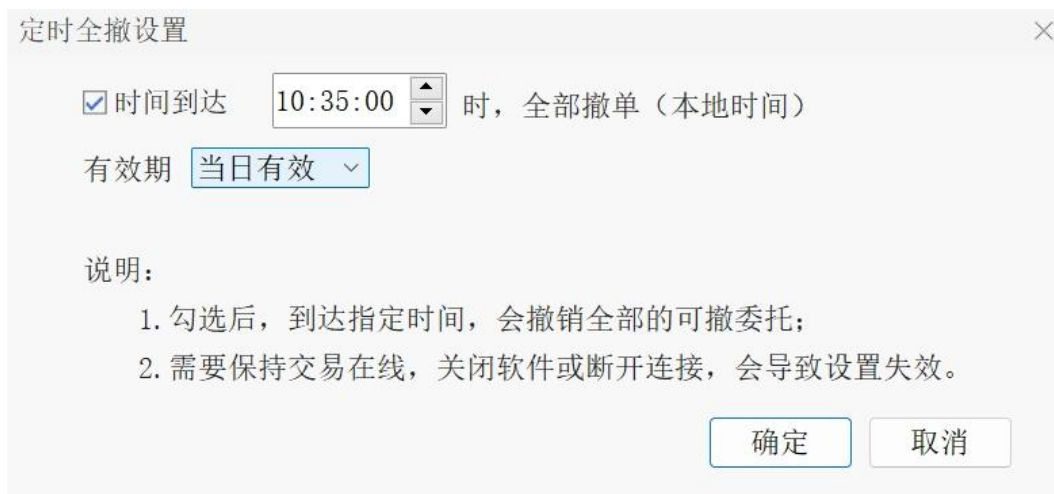 定时全撤设置
时间到达 10:35:00 时，全部撤单（本地时间）
有效期 当日有效
说明：
1.勾选后，到达指定时间，会撤销全部的可撤委托；
2.需要保持交易在线，关闭软件或断开连接，会导致设置失效。
确定 取消